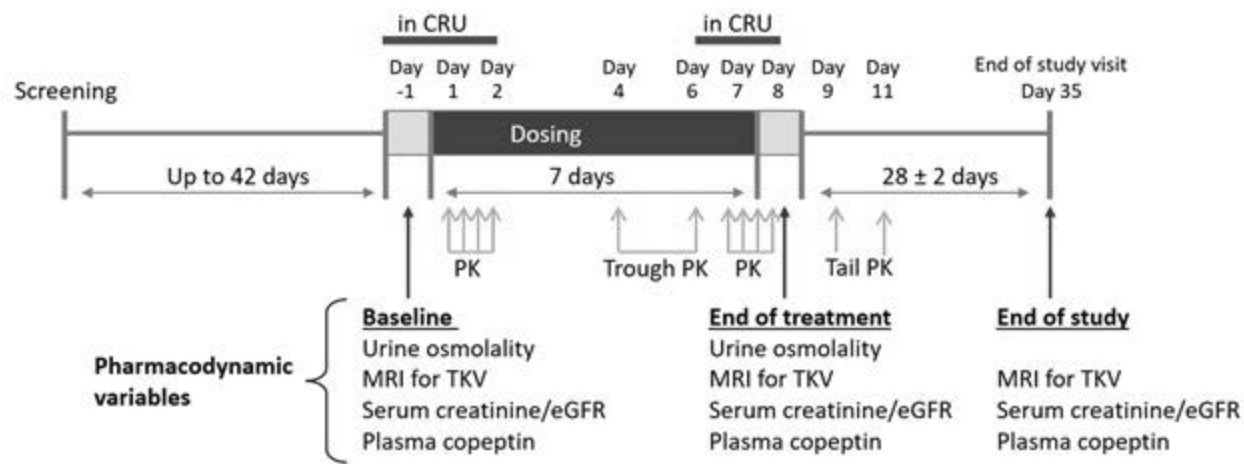 in CRU
in CRU
Day -1
Day 1
Day 2
Day 4
Day 6
Day 7
Day 8
Day 9
Day 11
End of study visit
Day 35
Screening
Dosing
Up to 42 days
7 days
28 ± 2 days
PK
Trough PK
PK
Tail PK
Pharmacodynamic
variables
Baseline
Urine osmolality
MRI for TKV
Serum creatinine/eGFR
Plasma copeptin
End of treatment
Urine osmolality
MRI for TKV
Serum creatinine/eGFR
Plasma copeptin
End of study
MRI for TKV
Serum creatinine/eGFR
Plasma copeptin